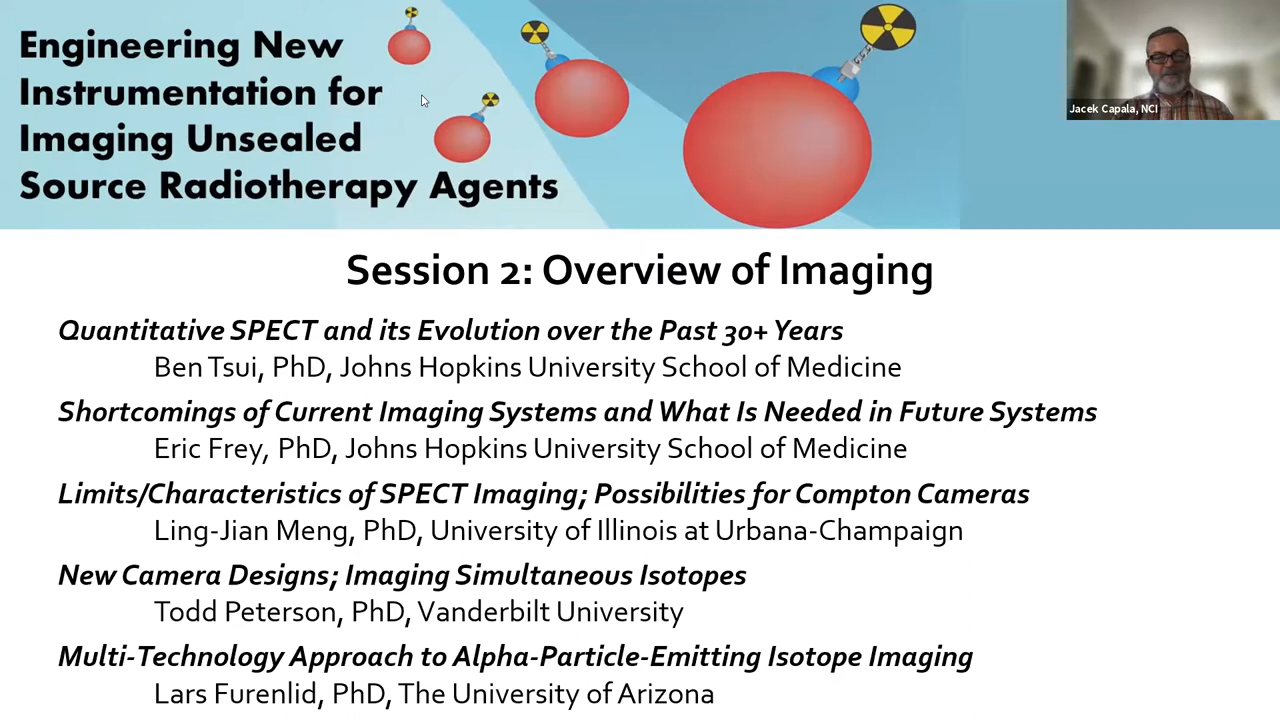 Engineering New
Instrumentation for
Imaging Unsealed
Source Radiotherapy Agents
Jacek Capala, NCI
Session 2: Overview of Imaging
Quantitative SPECT and its Evolution over the Past 30+ Years
Ben Tsui, PhD, Johns Hopkins University School of Medicine
Shortcomings of Current Imaging Systems and What Is Needed in Future Systems
Eric Frey, PhD, Johns Hopkins University School of Medicine
Limits/Characteristics of SPECT Imaging; Possibilities for Compton Cameras
Ling-Jian Meng, PhD, University of Illinois at Urbana-Champaign
New Camera Designs; Imaging Simultaneous Isotopes
Todd Peterson, PhD, Vanderbilt University
Multi-Technology Approach to Alpha-Particle-Emitting Isotope Imaging
Lars Furenlid, PhD, The University of Arizona